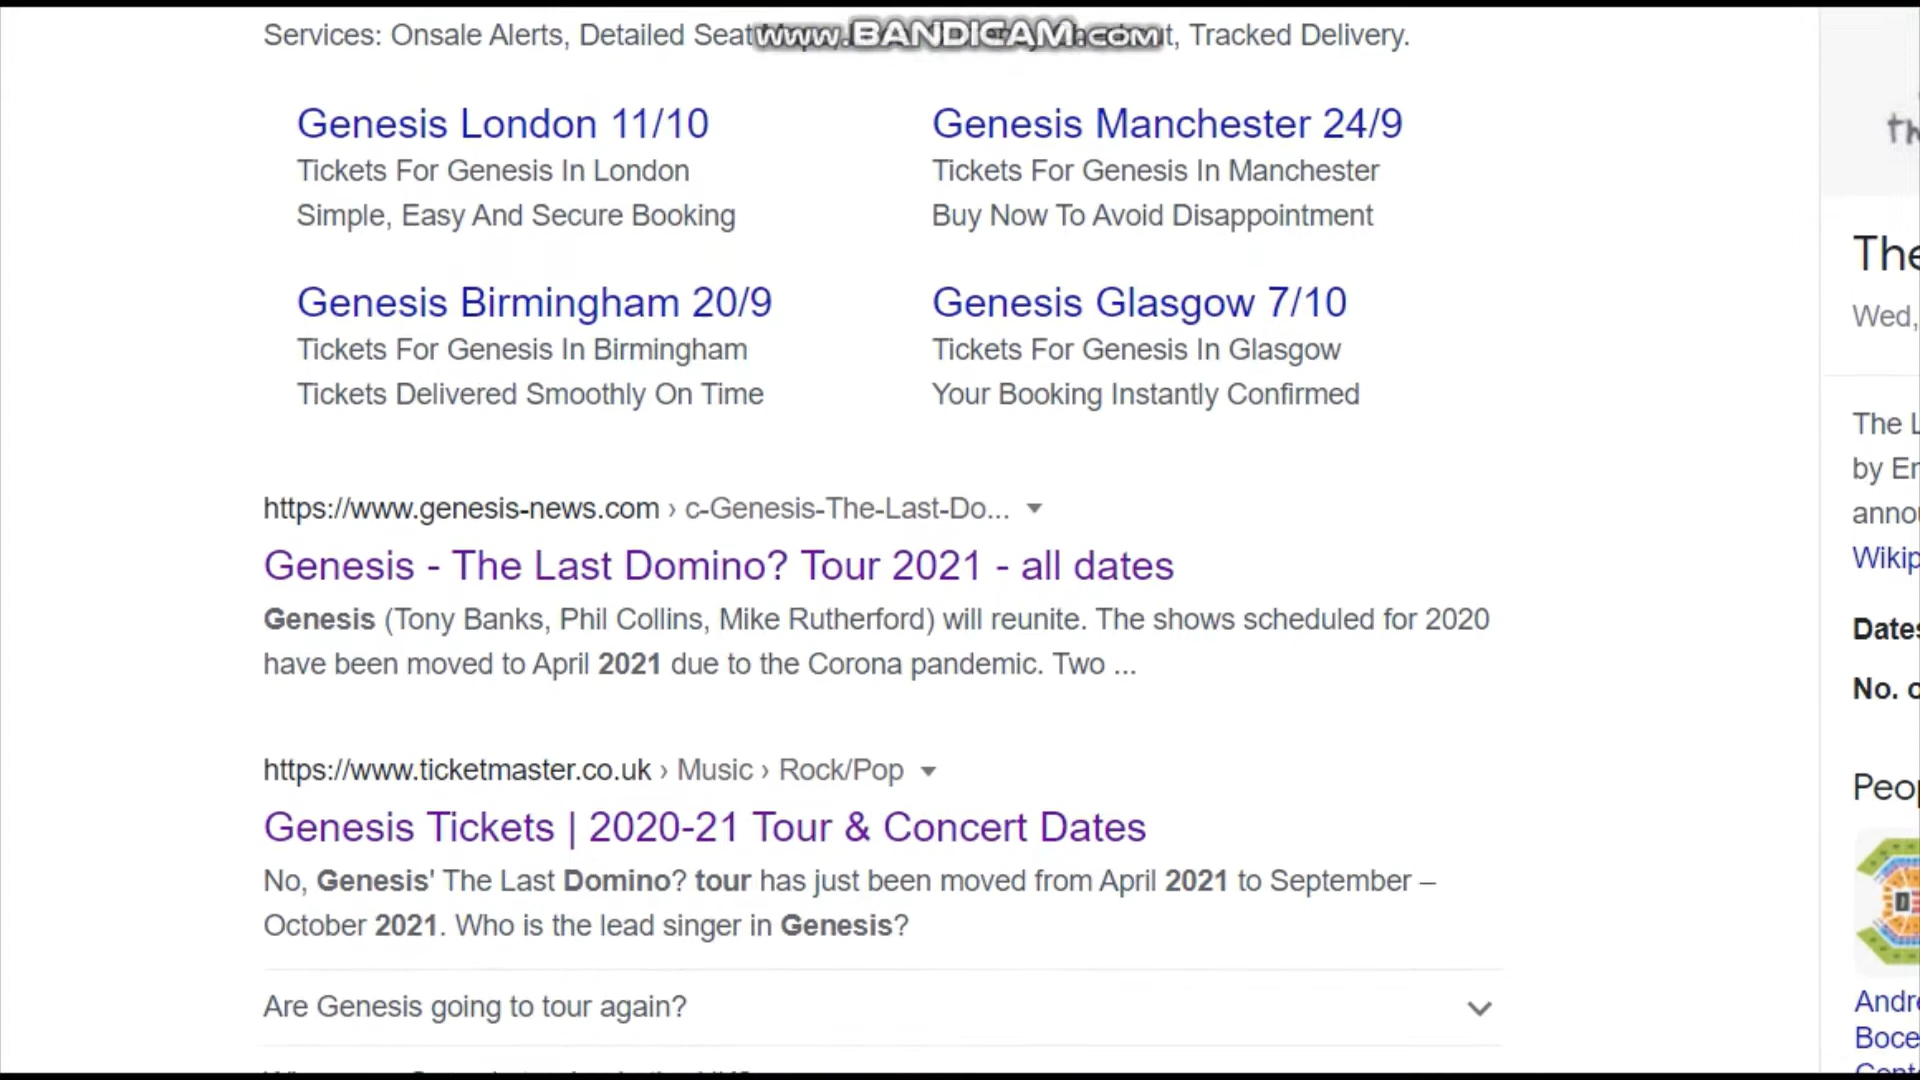 Services: Onsale Alerts, Detailed Seat t, Tracked Delivery.
www.BANDICAM.com
Genesis London 11/10
Tickets For Genesis In London
Simple, Easy And Secure Booking
Genesis Manchester 24/9
Tickets For Genesis In Manchester
Buy Now To Avoid Disappointment
Genesis Birmingham 20/9
Tickets For Genesis In Birmingham
Tickets Delivered Smoothly On Time
Genesis Glasgow 7/10
Tickets For Genesis In Glasgow
Your Booking Instantly Confirmed
https://www.genesis-news.com › c-Genesis-The-Last-Do...
Genesis - The Last Domino? Tour 2021 - all dates
Genesis (Tony Banks, Phil Collins, Mike Rutherford) will reunite. The shows scheduled for 2020
have been moved to April 2021 due to the Corona pandemic. Two ...
https://www.ticketmaster.co.uk › Music › Rock/Pop
Genesis Tickets | 2020-21 Tour & Concert Dates
No, Genesis' The Last Domino? tour has just been moved from April 2021 to September –
October 2021. Who is the lead singer in Genesis?
Are Genesis going to tour again?
th
The
Wed,
The L
by Er
annou
Wikip
Dates
No. o
Peop
Andre
Boce